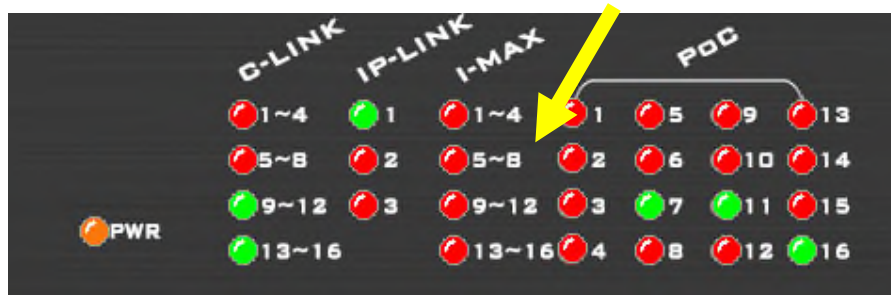 C-LINK IP-LINK I-MAX PoC
1~4 1 1~4 1 5 9 13
5~8 2 5~8 2 6 10 14
9~12 3 9~12 3 7 11 15
PWR
13~16 13~16 4 8 12 16